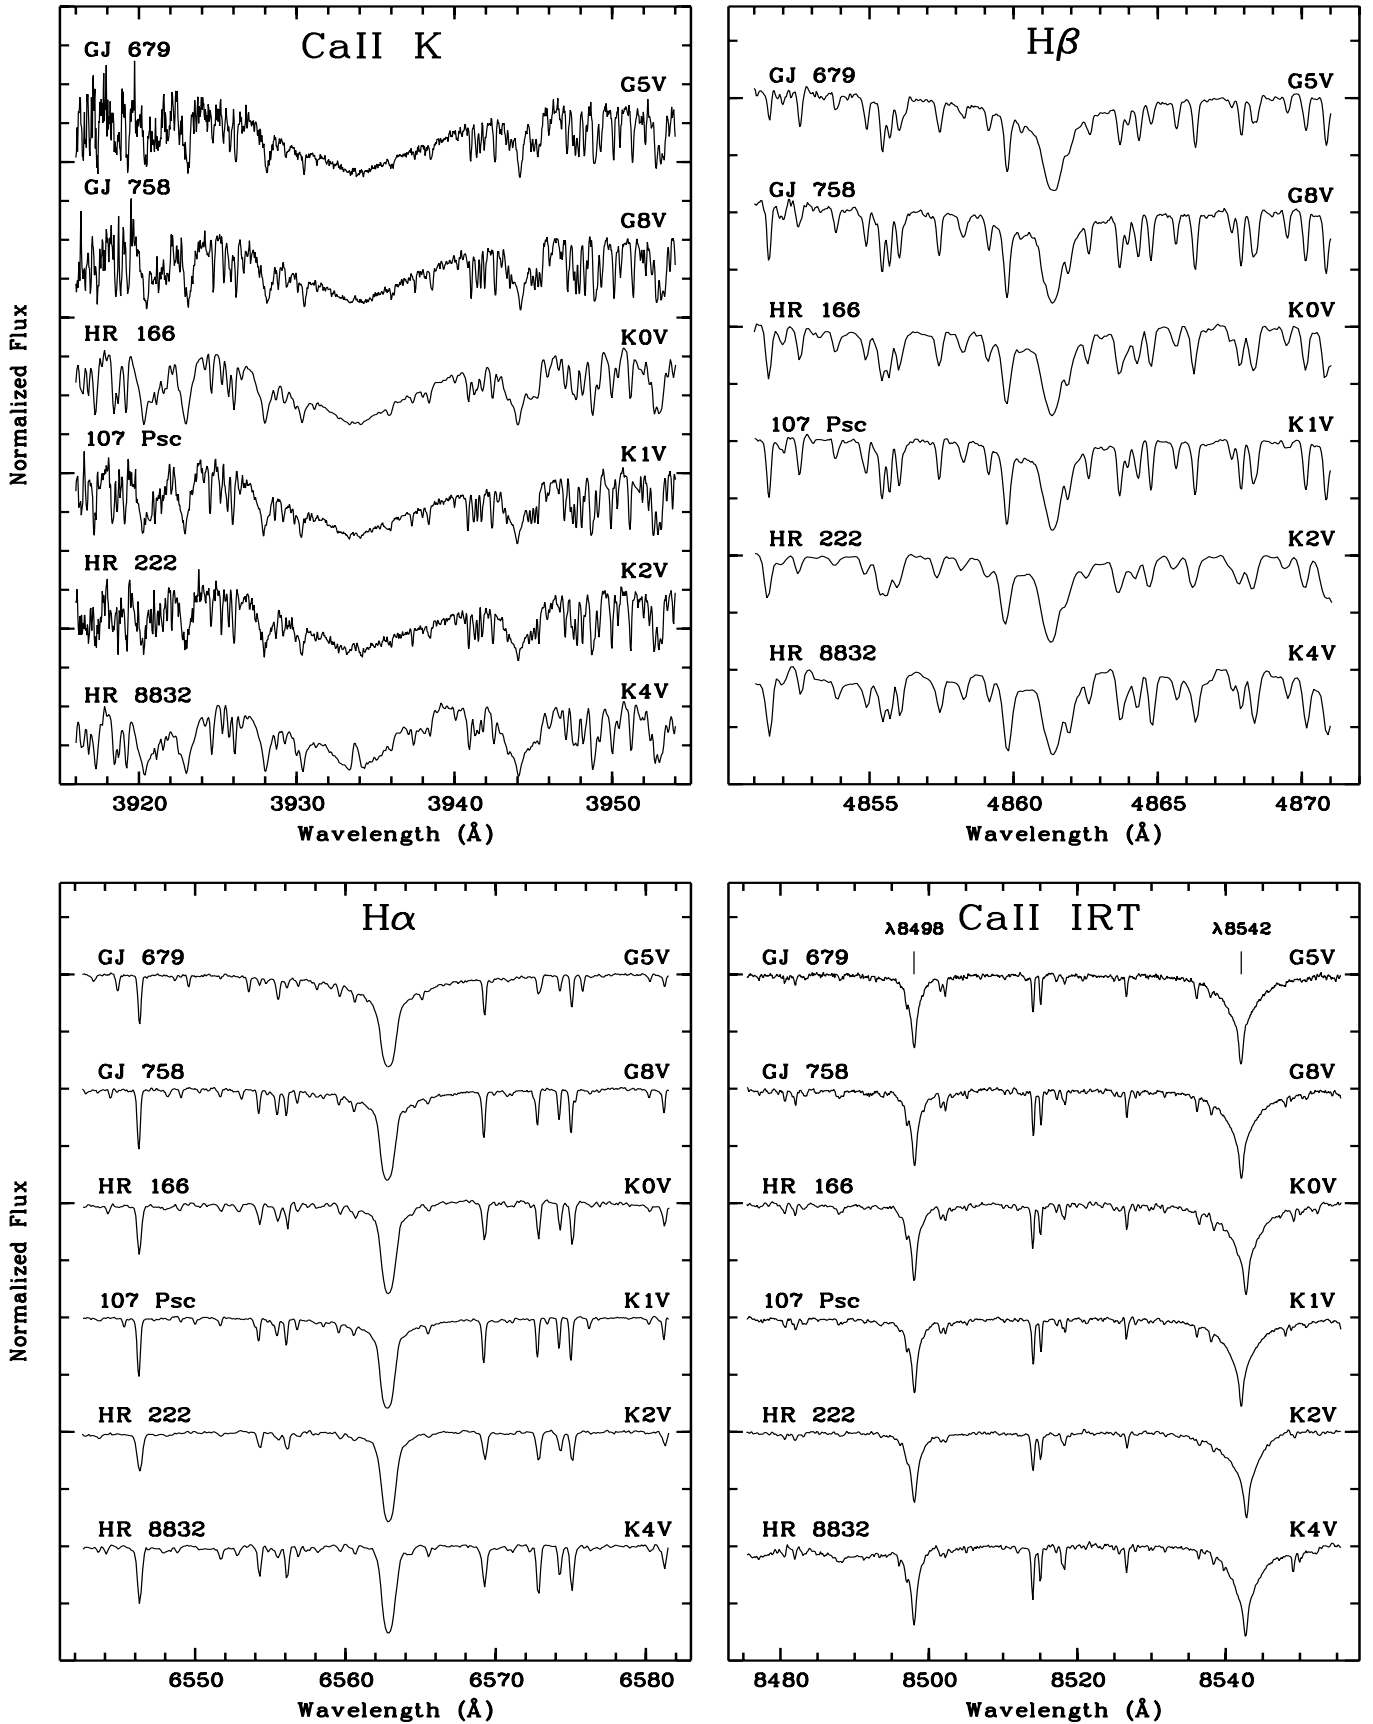 CaII K
GJ 679
G5V
GJ 758
G8V
HR 166
K0V
107 Psc
K1V
HR 222
K2V
HR 8832
K4V
Normalized Flux
3920 3930 3940 3950
Wavelength (Å)
Hβ
GJ 679
G5V
GJ 758
G8V
HR 166
K0V
107 Psc
K1V
HR 222
K2V
HR 8832
K4V
4855 4860 4865 4870
Wavelength (Å)
Hα
GJ 679
G5V
GJ 758
G8V
HR 166
K0V
107 Psc
K1V
HR 222
K2V
HR 8832
K4V
Normalized Flux
6550 6560 6570 6580
Wavelength (Å)
CaII IRT
λ8498
λ8542
GJ 679
G5V
GJ 758
G8V
HR 166
K0V
107 Psc
K1V
HR 222
K2V
HR 8832
K4V
8480 8500 8520 8540
Wavelength (Å)